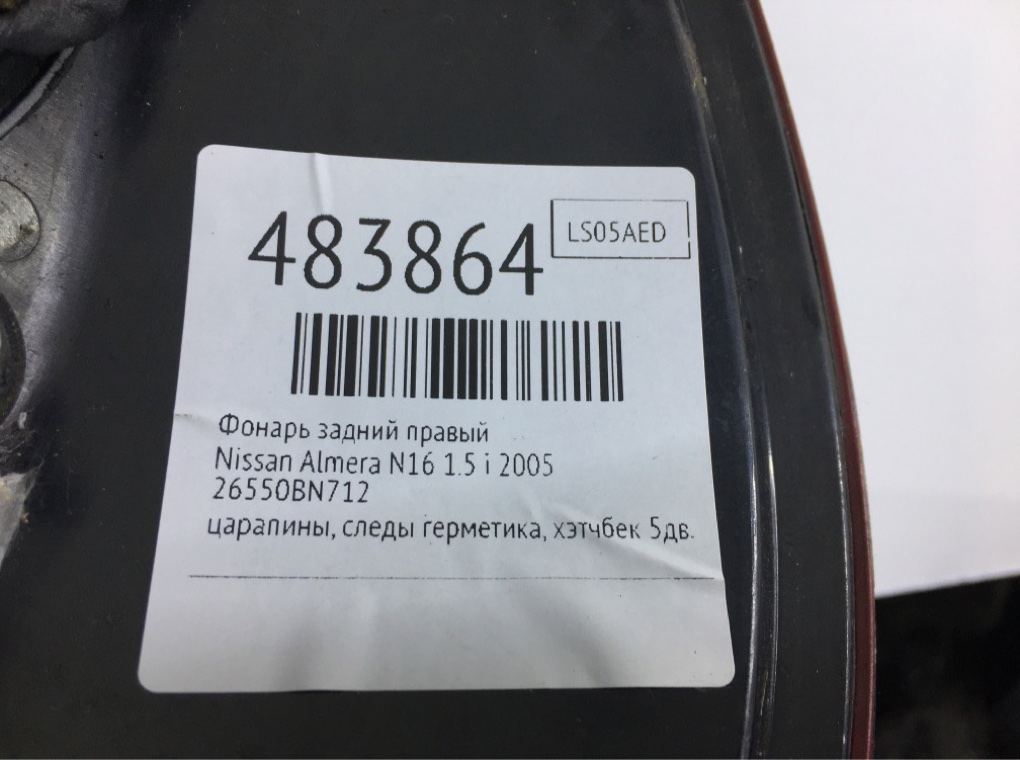 483864
LS05AED
Фонарь задний правый
Nissan Almera N16 1.5 i 2005
26550BN712
царапины, следы герметика, хэтчбек 5дв.